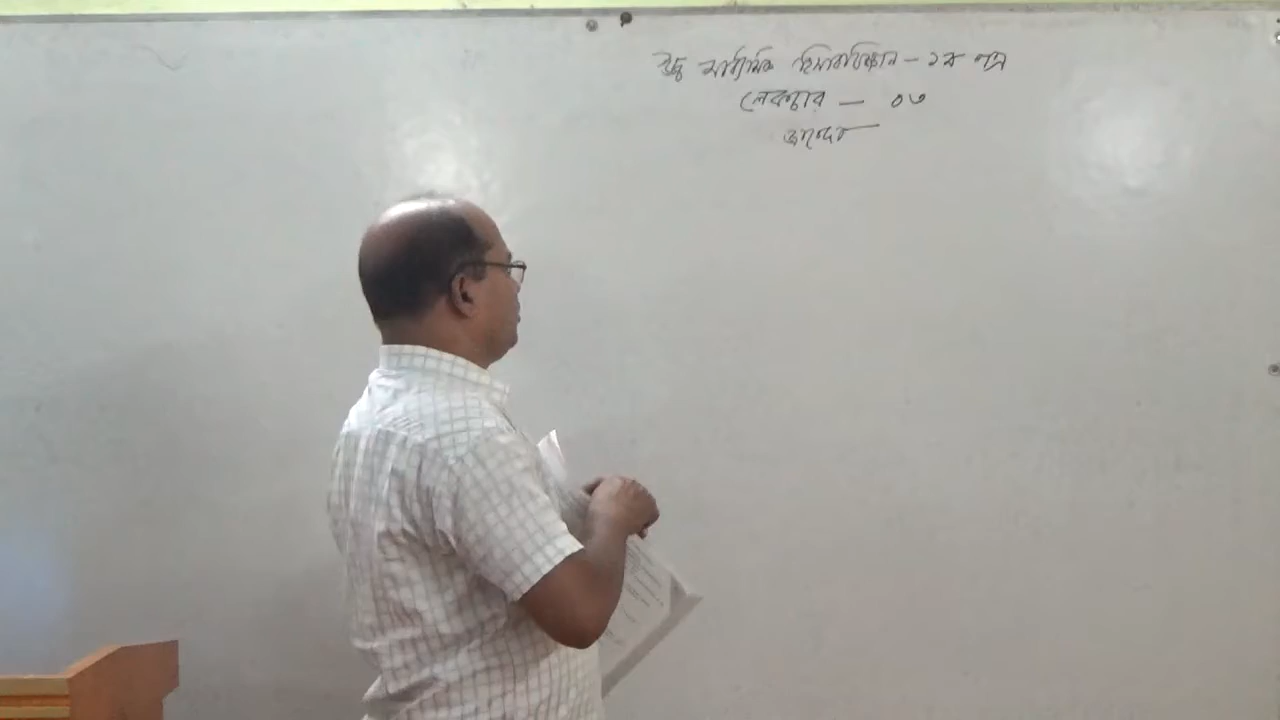 উচ্চ মাধ্যমিক হিসাববিজ্ঞান - ১ম পত্র
লেকচার - ০৩
জাবেদা